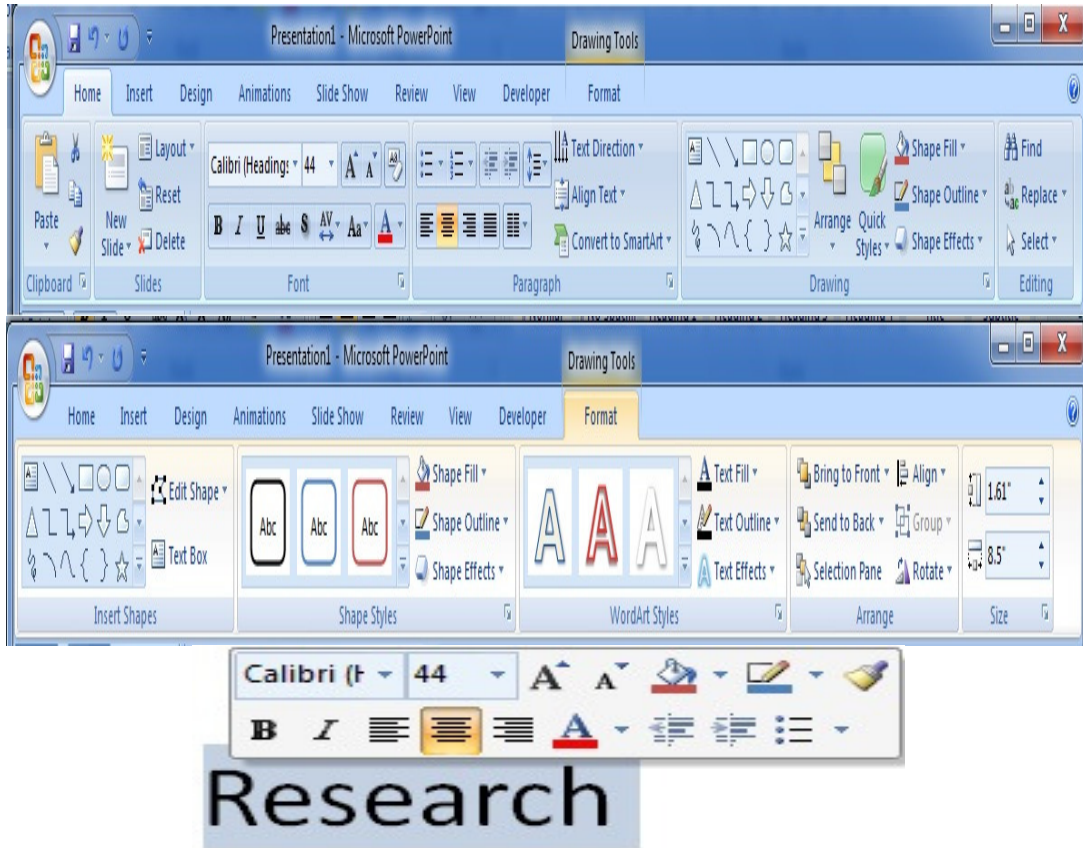 Presentation1 - Microsoft PowerPoint Drawing Tools
Home Insert Design Animations Slide Show Review View Developer Format
Calibri (Headings 44 A A Text Direction Shape Fill Find
Layout Reset Delete Align Text Shape Outline Replace
Paste New Slide B I U abc S AV Aa A Convert to SmartArt Arrange Quick Styles Shape Effects Select
Clipboard Slides Font Paragraph Drawing Editing
Presentation1 - Microsoft PowerPoint Drawing Tools
Home Insert Design Animations Slide Show Review View Developer Format
Edit Shape Shape Fill Text Fill Bring to Front Align 1.61"
Abc Abc Abc Shape Outline A A A Text Outline Send to Back Group
Text Box Shape Effects Text Effects Selection Pane Rotate 8.5"
Insert Shapes Shape Styles WordArt Styles Arrange Size
Calibri (H 44 A A
B I A
Research